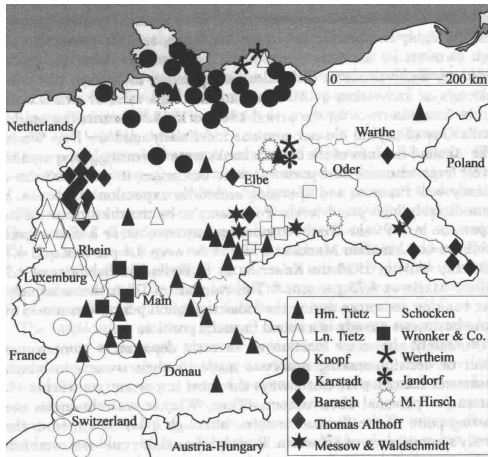 0 200 km
Netherlands
Warthe
Poland
Elbe
Oder
Rhein
Luxemburg
Main
France
Donau
Switzerland
Austria-Hungary
Hm. Tietz
Ln. Tietz
Knopf
Karstadt
Barasch
Thomas Althoff
Messow & Waldschmidt
Schocken
Wronker & Co.
Wertheim
Jandorf
M. Hirsch